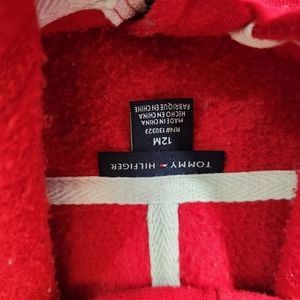 TOMMY HILFIGER
12M
RN# 130323
MADE IN CHINA
HECHO EN CHINA
FABRIQUÉ EN CHINE